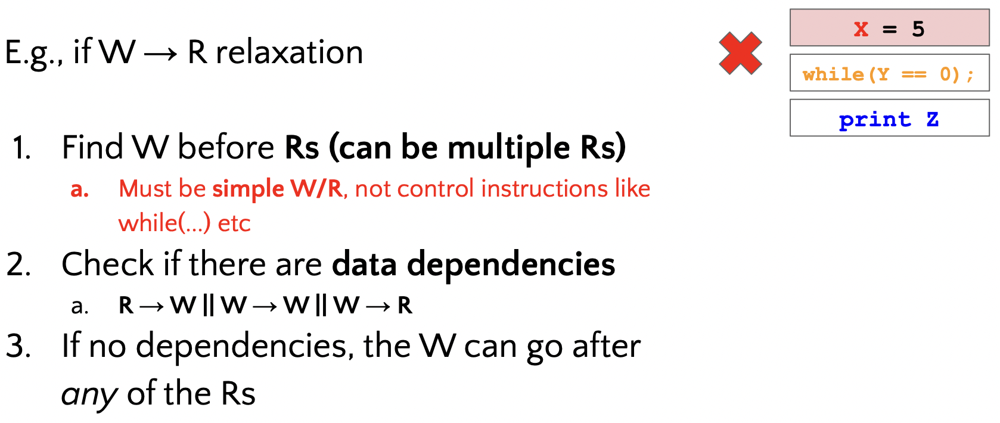 E.g., if W → R relaxation
1. Find W before Rs (can be multiple Rs)
a. Must be simple W/R, not control instructions like
while(...) etc
2. Check if there are data dependencies
a. R → W || W → W || W → R
3. If no dependencies, the W can go after
any of the Rs
X = 5
while(Y == 0);
print Z